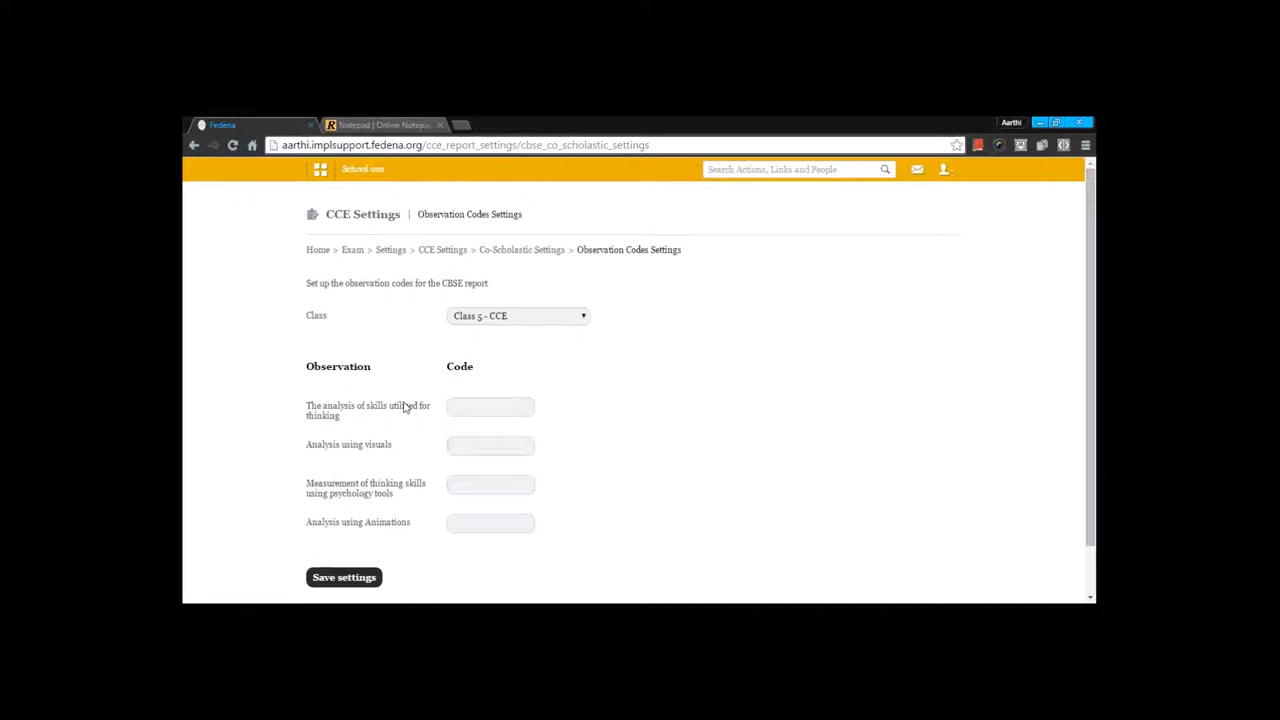 Fedena
R Notepad | Online Notepa
Aarthi
aarthi.implsupport.fedena.org/cce_report_settings/cbse_co_scholastic_settings
School one
Search Actions, Links and People
CCE Settings | Observation Codes Settings
Home > Exam > Settings > CCE Settings > Co-Scholastic Settings > Observation Codes Settings
Set up the observation codes for the CBSE report
Class
Class 5 - CCE
Observation Code
The analysis of skills utilized for
thinking
Analysis using visuals
Measurement of thinking skills
using psychology tools
Analysis using Animations
Save settings